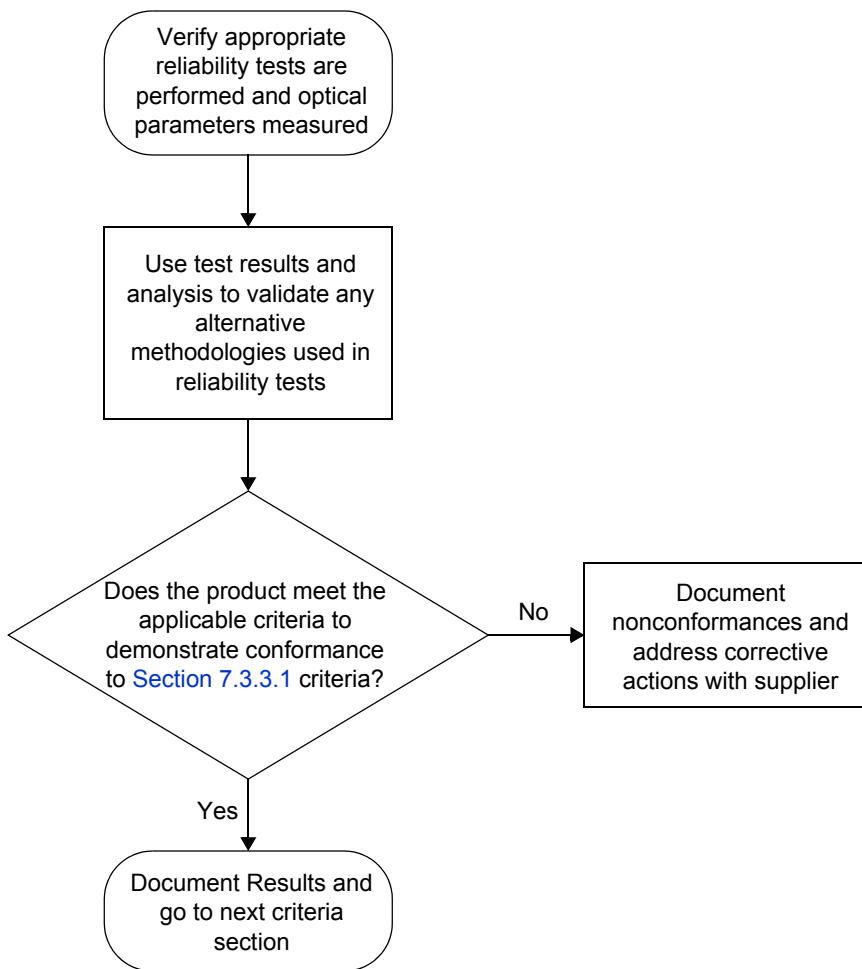 Verify appropriate
reliability tests are
performed and optical
parameters measured
Use test results and
analysis to validate any
alternative
methodologies used in
reliability tests
Does the product meet the
applicable criteria to
demonstrate conformance
to Section 7.3.3.1 criteria?
No
Document
nonconformances and
address corrective
actions with supplier
Yes
Document Results and
go to next criteria
section